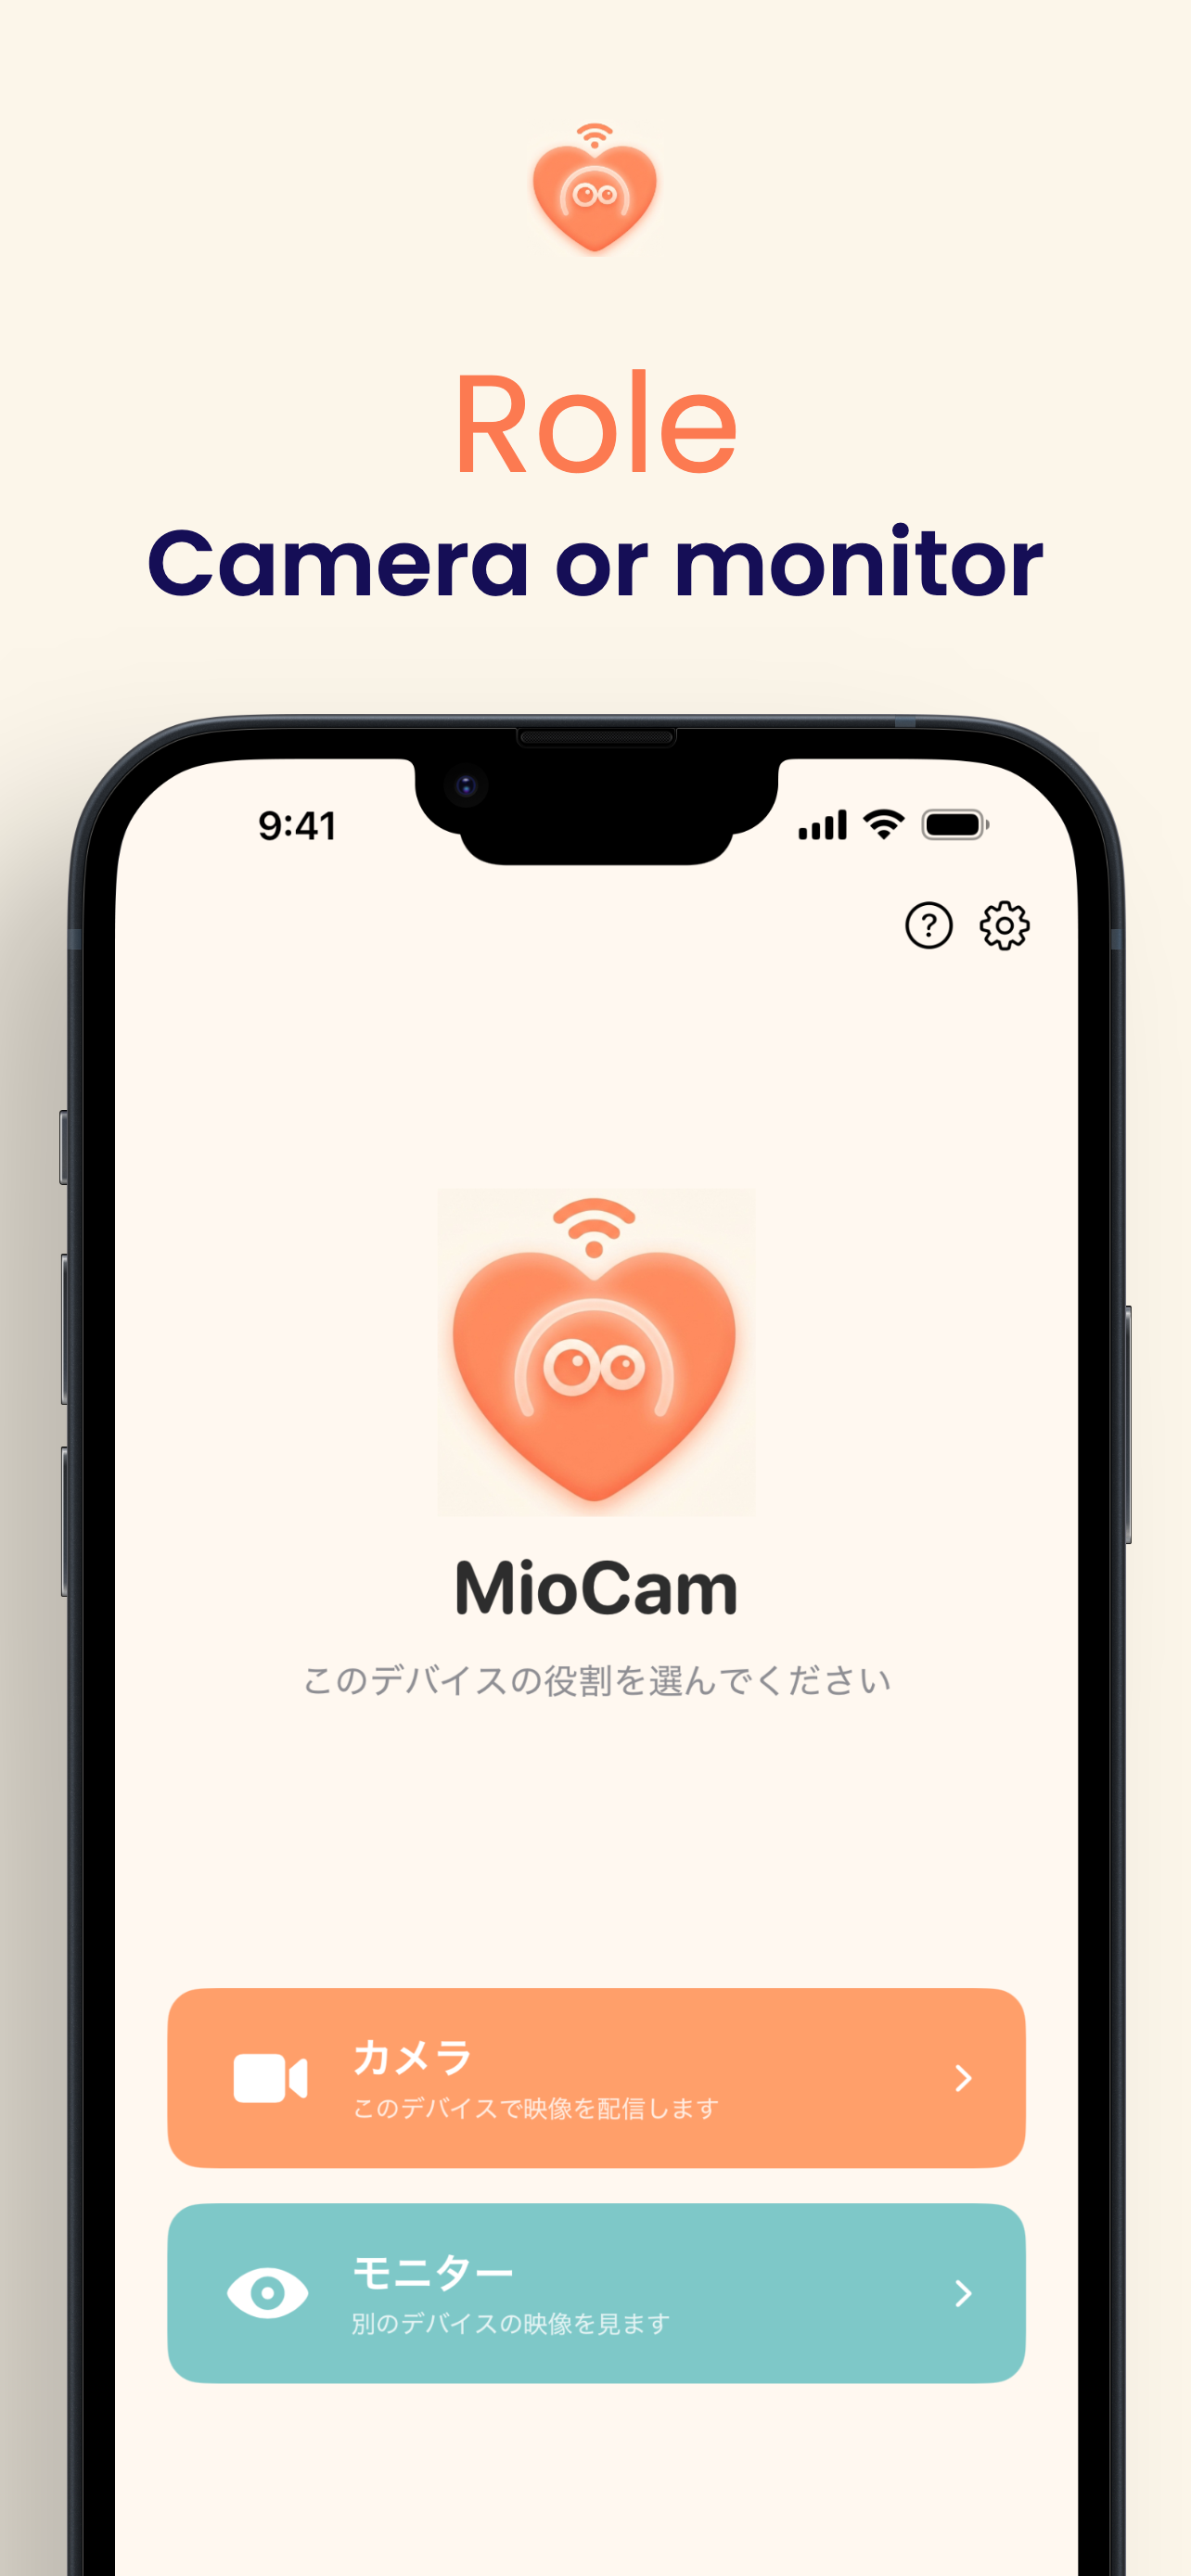 Role
Camera or monitor
9:41
?
MioCam
このデバイスの役割を選んでください
カメラ
このデバイスで映像を配信します
モニター
別のデバイスの映像を見ます